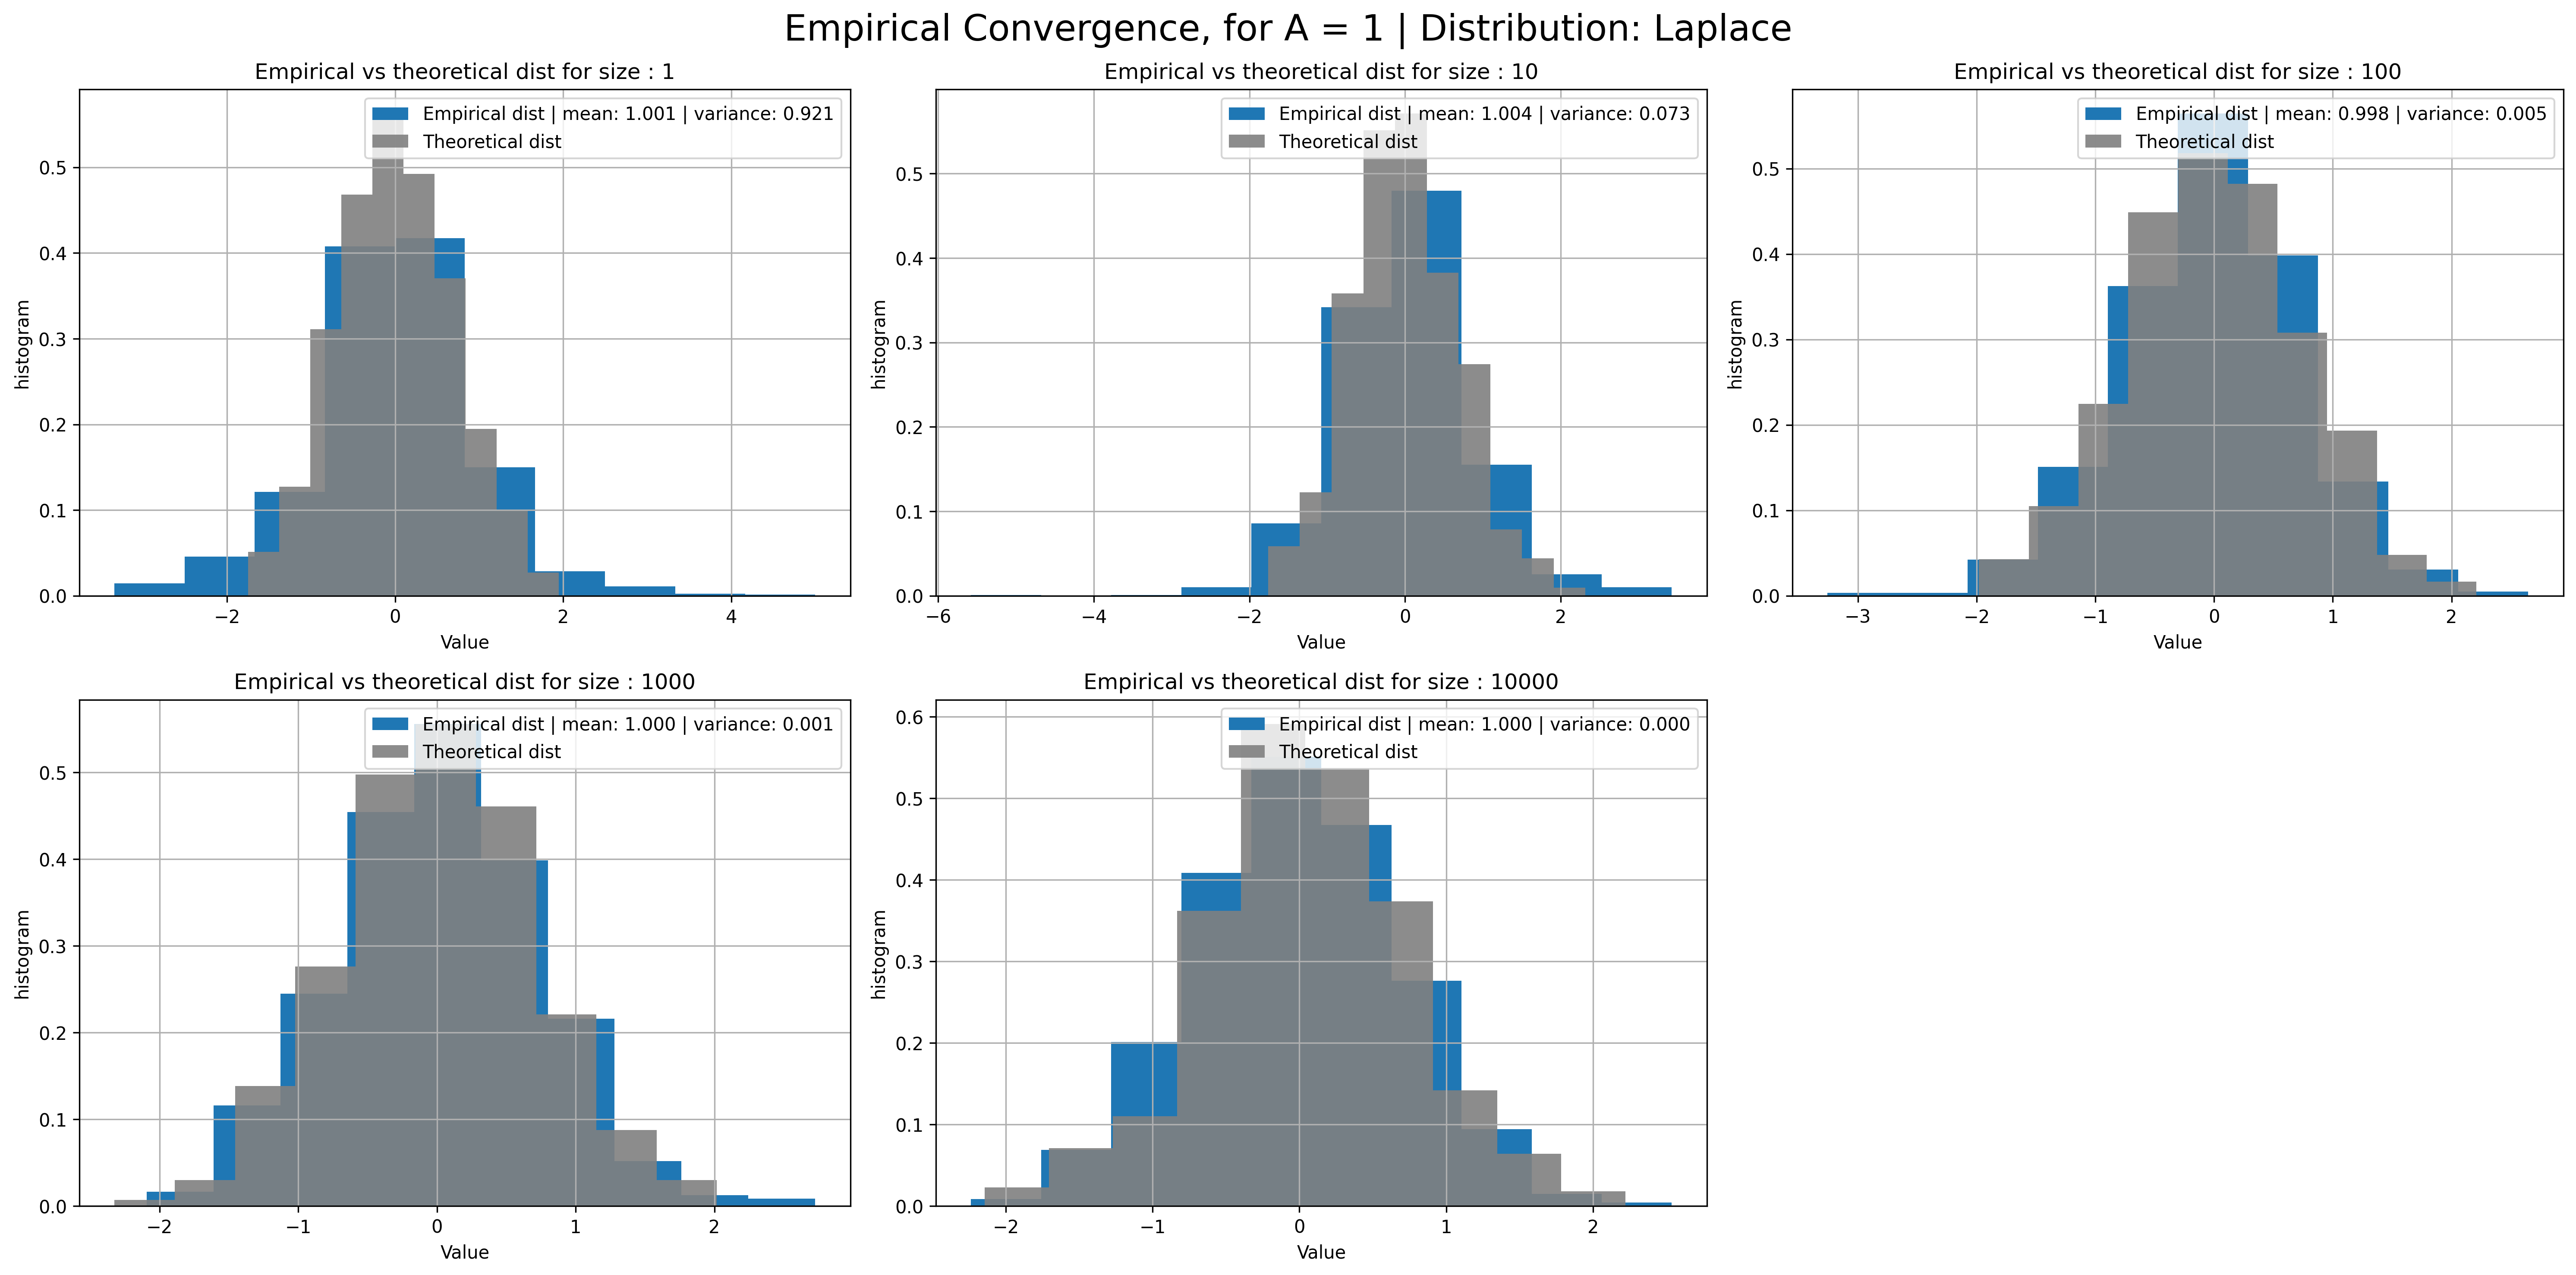 Empirical Convergence, for A = 1 | Distribution: Laplace
Empirical vs theoretical dist for size : 1
Empirical dist | mean: 1.001 | variance: 0.921
Theoretical dist
histogram
0.5
0.4
0.3
0.2
0.1
0.0
−2 0 2 4
Value
Empirical vs theoretical dist for size : 10
Empirical dist | mean: 1.004 | variance: 0.073
Theoretical dist
histogram
0.5
0.4
0.3
0.2
0.1
0.0
−6 −4 −2 0 2
Value
Empirical vs theoretical dist for size : 100
Empirical dist | mean: 0.998 | variance: 0.005
Theoretical dist
histogram
0.5
0.4
0.3
0.2
0.1
0.0
−3 −2 −1 0 1 2
Value
Empirical vs theoretical dist for size : 1000
Empirical dist | mean: 1.000 | variance: 0.001
Theoretical dist
histogram
0.5
0.4
0.3
0.2
0.1
0.0
−2 −1 0 1 2
Value
Empirical vs theoretical dist for size : 10000
Empirical dist | mean: 1.000 | variance: 0.000
Theoretical dist
histogram
0.6
0.5
0.4
0.3
0.2
0.1
0.0
−2 −1 0 1 2
Value